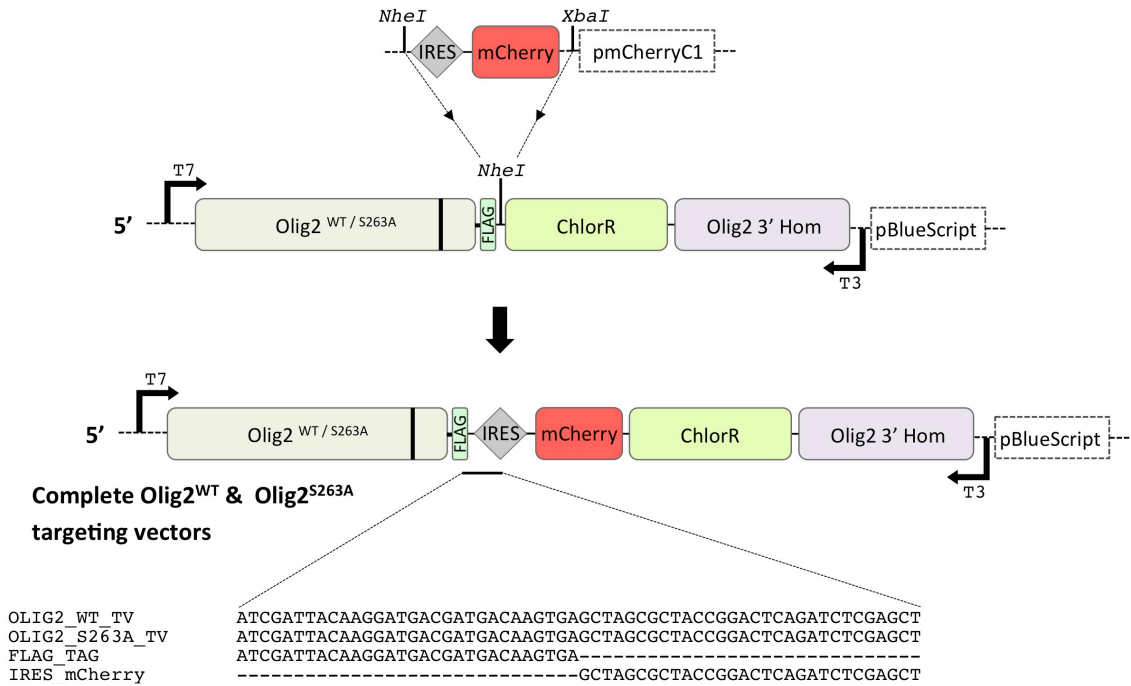 NheI XbaI
IRES mCherry pmCherryC1
NheI
T7
5’ Olig2 WT / S263A FLAG ChlorR Olig2 3’ Hom pBlueScript
T3
T7
5’ Olig2 WT / S263A FLAG IRES mCherry ChlorR Olig2 3’ Hom pBlueScript
T3
Complete Olig2WT & Olig2S263A
targeting vectors
OLIG2_WT_TV ATCGATTACAAGGATGACGATGACAAGTGAGCTAGCGCTACCGGACTCAGATCTCGAGCT
OLIG2_S263A_TV ATCGATTACAAGGATGACGATGACAAGTGAGCTAGCGCTACCGGACTCAGATCTCGAGCT
FLAG_TAG ATCGATTACAAGGATGACGATGACAAGTGA------------------------------
IRES_mCherry ------------------------------GCTAGCGCTACCGGACTCAGATCTCGAGCT